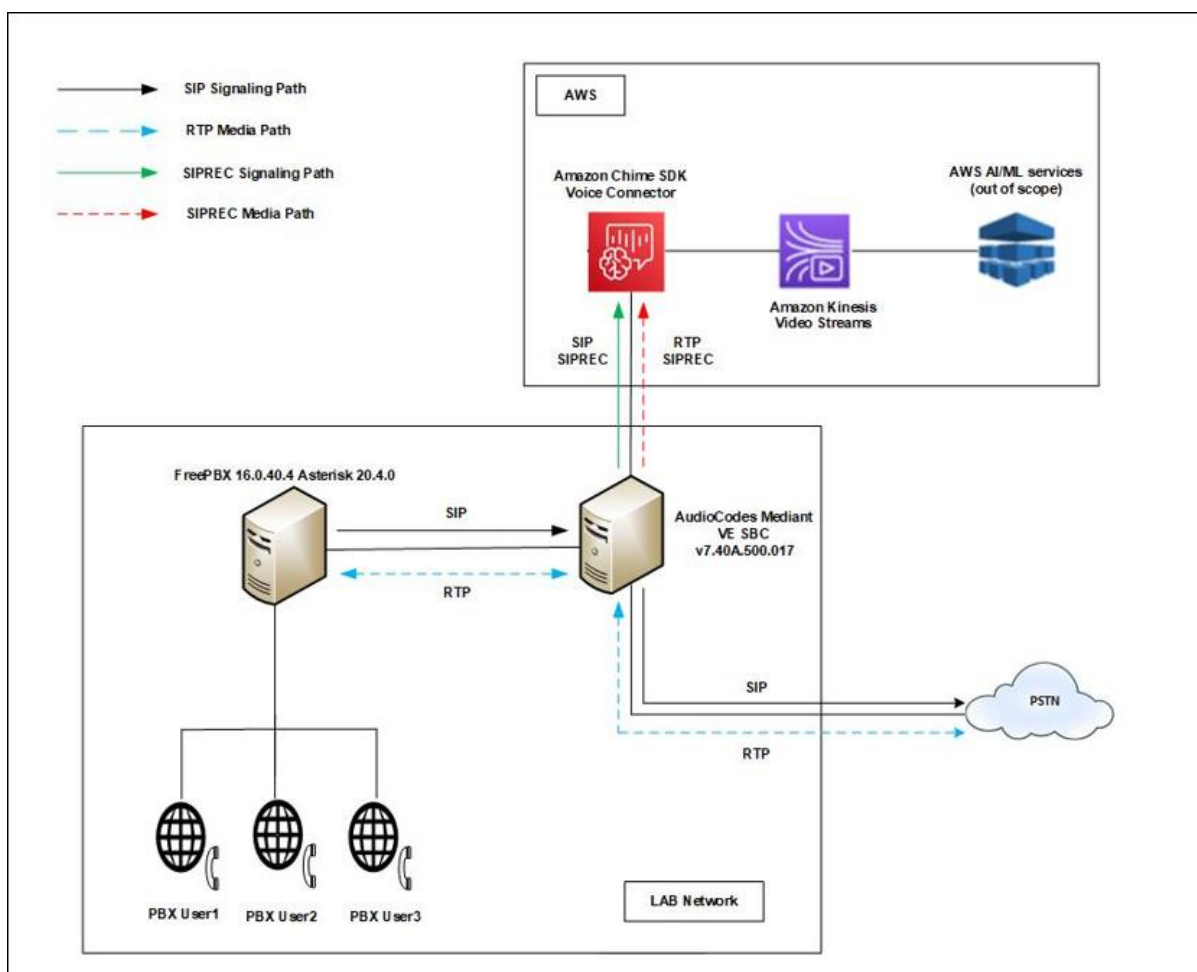 SIP Signaling Path
RTP Media Path
SIPREC Signaling Path
SIPREC Media Path
AWS
Amazon Chime SDK
Voice Connector
AWS AI/ML services
(out of scope)
Amazon Kinesis
Video Streams
SIP
SIPREC
RTP
SIPREC
FreePBX 16.0.40.4 Asterisk 20.4.0
SIP
RTP
AudioCodes Mediant
VE SBC
v7.40A.500.017
SIP
PSTN
RTP
PBX User1
PBX User2
PBX User3
LAB Network